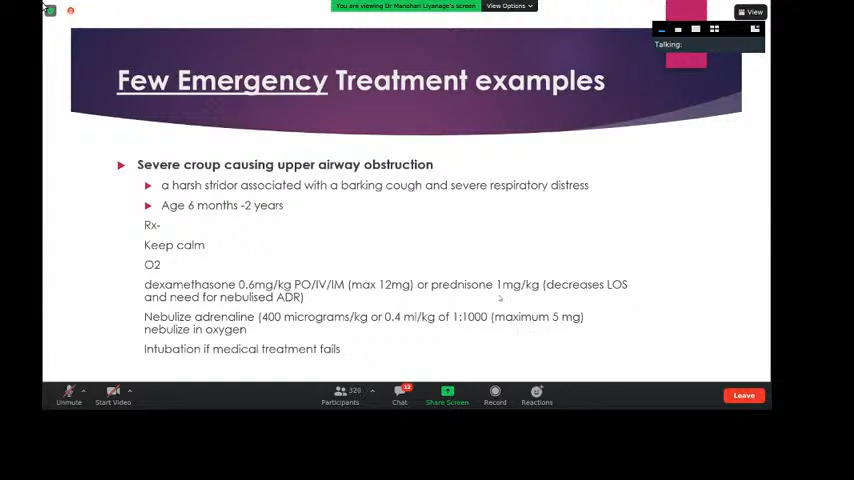 You are viewing Dr Manohari Liyanage's screen
View Options
View
Talking:
Few Emergency Treatment examples
Severe croup causing upper airway obstruction
a harsh stridor associated with a barking cough and severe respiratory distress
Age 6 months -2 years
Rx-
Keep calm
O2
dexamethasone 0.6mg/kg PO/IV/IM (max 12mg) or prednisone 1mg/kg (decreases LOS
and need for nebulised ADR)
Nebulize adrenaline (400 micrograms/kg or 0.4 ml/kg of 1:1000 (maximum 5 mg)
nebulize in oxygen
Intubation if medical treatment fails
Unmute
Start Video
326
Participants
12
Chat
Share Screen
Record
Reactions
Leave